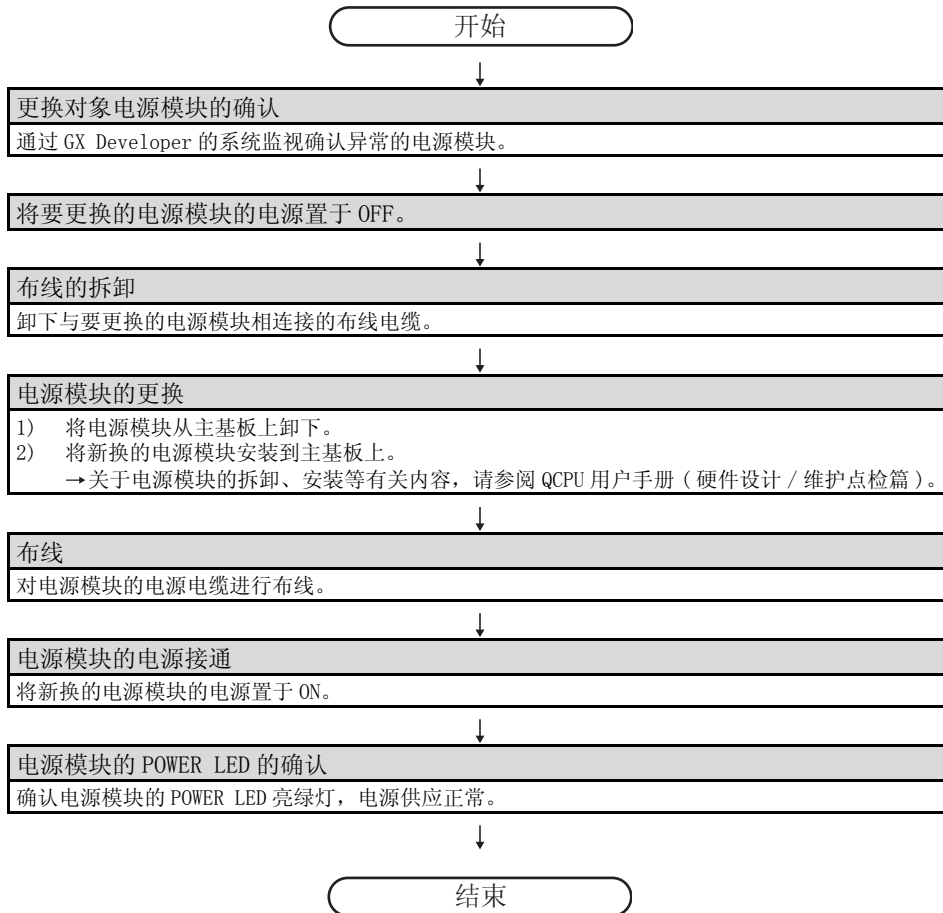 开始
更换对象电源模块的确认
通过 GX Developer 的系统监视确认异常的电源模块。
将要更换的电源模块的电源置于 OFF。
布线的拆卸
卸下与要更换的电源模块相连接的布线电缆。
电源模块的更换
1) 将电源模块从主基板上卸下。
2) 将新换的电源模块安装到主基板上。
→关于电源模块的拆卸、安装等有关内容，请参阅 QCPU 用户手册 ( 硬件设计 / 维护点检篇 )。
布线
对电源模块的电源电缆进行布线。
电源模块的电源接通
将新换的电源模块的电源置于 ON。
电源模块的 POWER LED 的确认
确认电源模块的 POWER LED 亮绿灯，电源供应正常。
结束